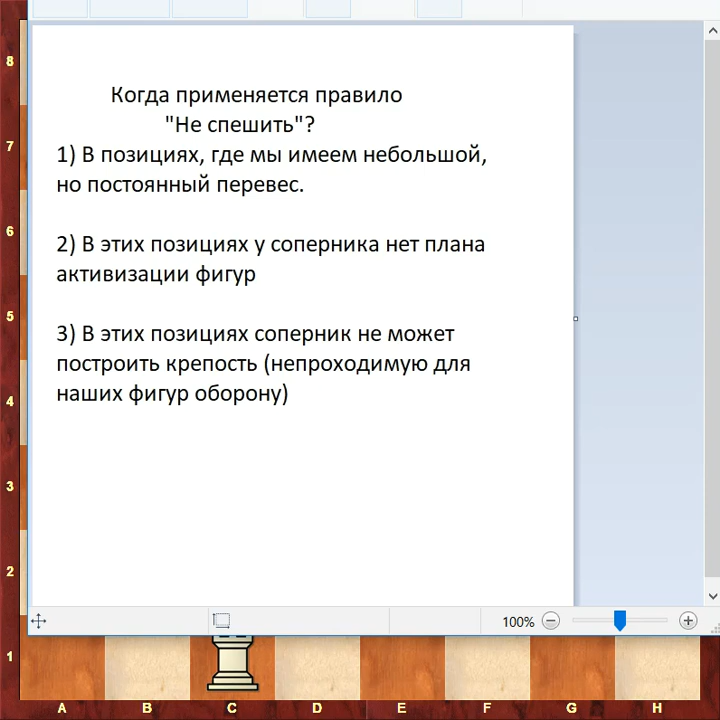 Когда применяется правило
"Не спешить"?
1) В позициях, где мы имеем небольшой,
но постоянный перевес.
2) В этих позициях у соперника нет плана
активизации фигур
3) В этих позициях соперник не может
построить крепость (непроходимую для
наших фигур оборону)
100%
8
7
6
5
4
3
2
1
A B C D E F G H